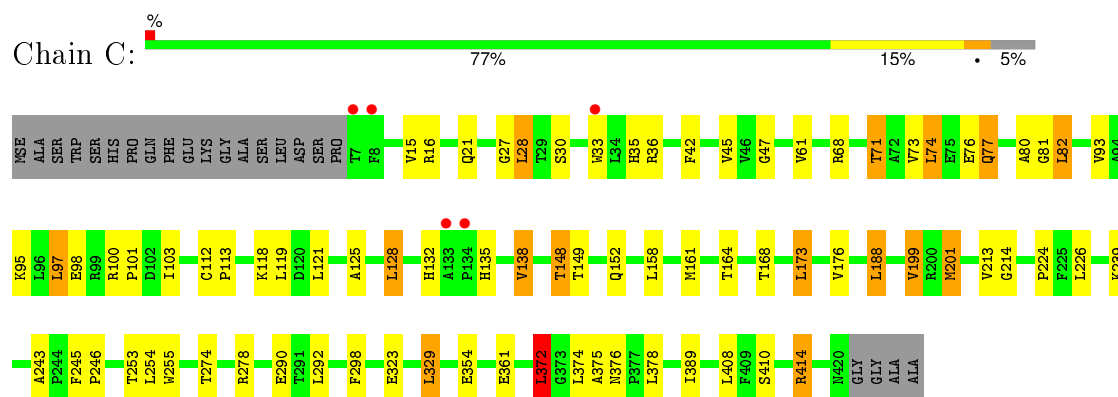 %
Chain C:
77% 15% • 5%
MSE ALA SER TRP SER HIS PRO GLN PHE GLU LYS GLY ALA SER LEU ASP SER PRO T7 F8 V15 R16 Q21 G27 L28 T29 S30 W33 L34 H35 R36 F42 V45 V46 G47 V61 R68 T71 A72 V73 L74 E75 E76 Q77 A80 G81 L82 V93 A94
K95 L96 L97 E98 R99 R100 P101 D102 I103 C112 P113 K118 L119 D120 L121 A125 L128 H132 A133 P134 H135 V138 T148 T149 Q152 L158 M161 T164 T168 L173 V176 L188 V199 R200 M201 V213 G214 P224 F225 L226
A243 P244 F245 P246 T253 L254 W255 T274 R278 E290 T291 L292 F298 E323 L329 E354 E361 L372 G373 L374 A375 N376 P377 L378 I389 L408 F409 S410 R414 N420 GLY GLY ALA ALA